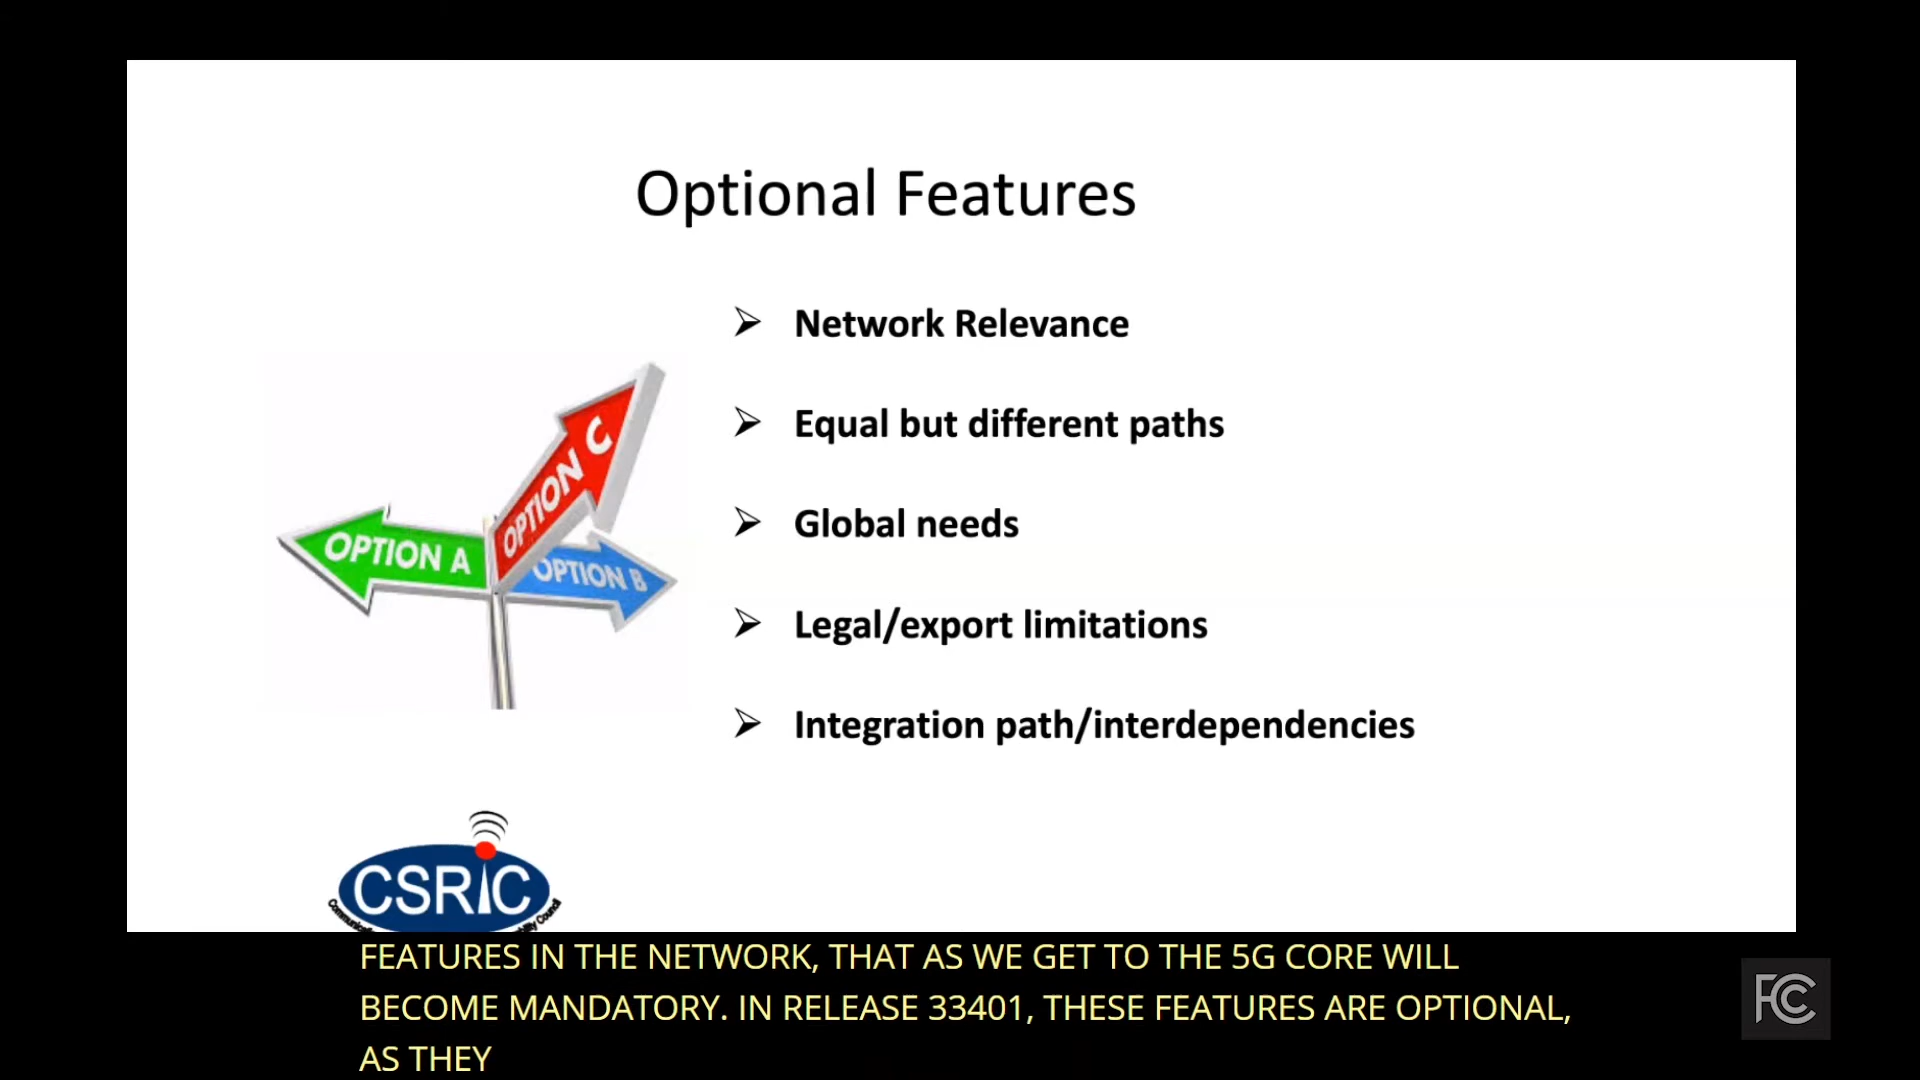 Optional Features
Network Relevance
Equal but different paths
Global needs
Legal/export limitations
Integration path/interdependencies
OPTION C
OPTION A
OPTION B
CSRIC
FEATURES IN THE NETWORK, THAT AS WE GET TO THE 5G CORE WILL
BECOME MANDATORY. IN RELEASE 33401, THESE FEATURES ARE OPTIONAL,
AS THEY
FCC